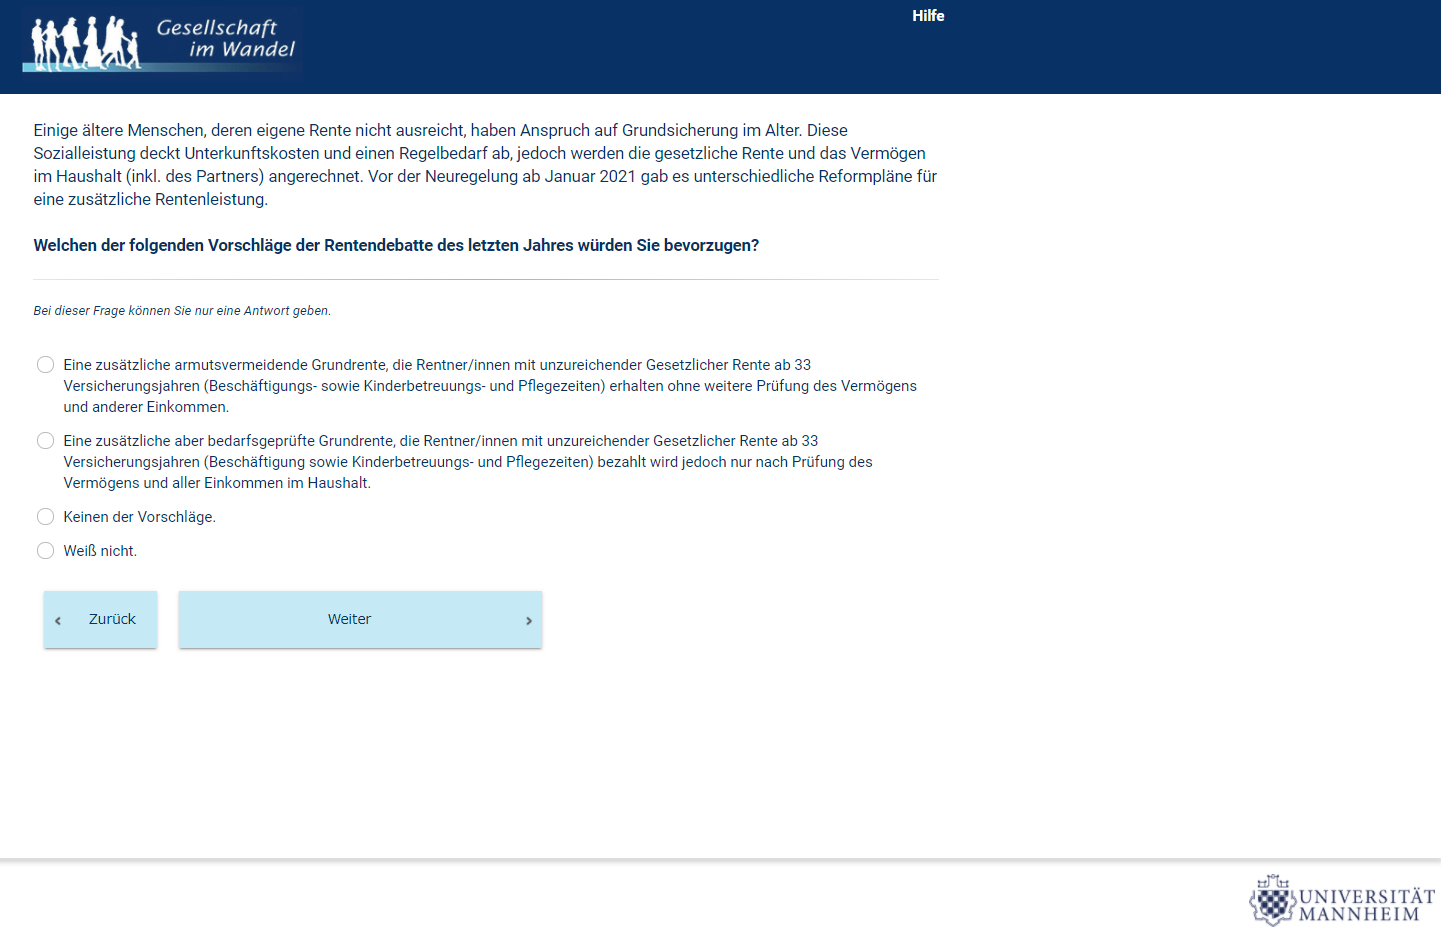 Gesellschaft
im Wandel
Hilfe
Einige ältere Menschen, deren eigene Rente nicht ausreicht, haben Anspruch auf Grundsicherung im Alter. Diese
Sozialleistung deckt Unterkunftskosten und einen Regelbedarf ab, jedoch werden die gesetzliche Rente und das Vermögen
im Haushalt (inkl. des Partners) angerechnet. Vor der Neuregelung ab Januar 2021 gab es unterschiedliche Reformpläne für
eine zusätzliche Rentenleistung.
Welchen der folgenden Vorschläge der Rentendebatte des letzten Jahres würden Sie bevorzugen?
Bei dieser Frage können Sie nur eine Antwort geben.
Eine zusätzliche armutsvermeidende Grundrente, die Rentner/innen mit unzureichender Gesetzlicher Rente ab 33
Versicherungsjahren (Beschäftigungs- sowie Kinderbetreuungs- und Pflegezeiten) erhalten ohne weitere Prüfung des Vermögens
und anderer Einkommen.
Eine zusätzliche aber bedarfsgeprüfte Grundrente, die Rentner/innen mit unzureichender Gesetzlicher Rente ab 33
Versicherungsjahren (Beschäftigung sowie Kinderbetreuungs- und Pflegezeiten) bezahlt wird jedoch nur nach Prüfung des
Vermögens und aller Einkommen im Haushalt.
Keinen der Vorschläge.
Weiß nicht.
‹ Zurück
Weiter ›
UNIVERSITÄT
MANNHEIM